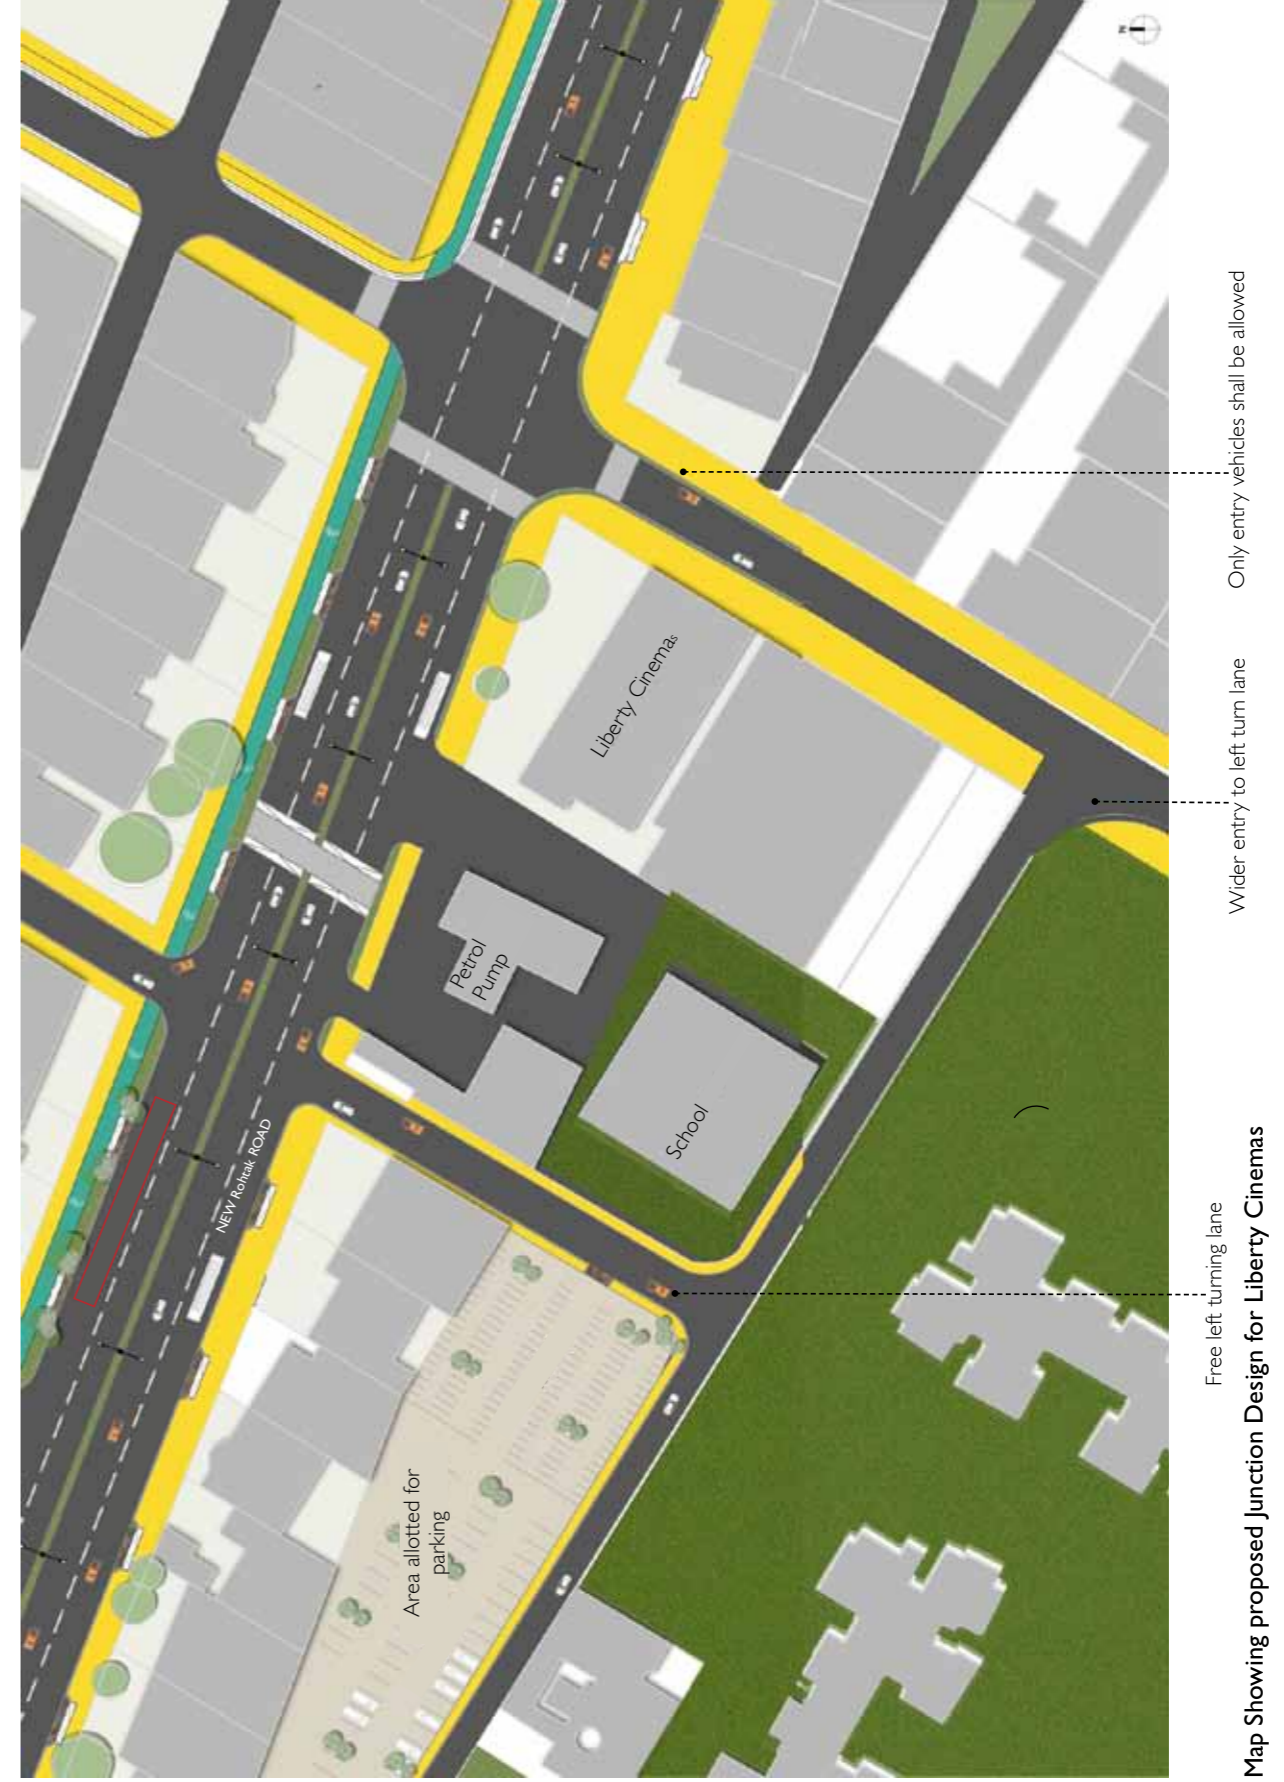 Map Showing proposed Junction Design for Liberty Cinemas
Free left turning lane
Wider entry to left turn lane
Only entry vehicles shall be allowed
NEW Rohtak ROAD
Area allotted for
parking
School
Petrol
Pump
Liberty Cinemas
N